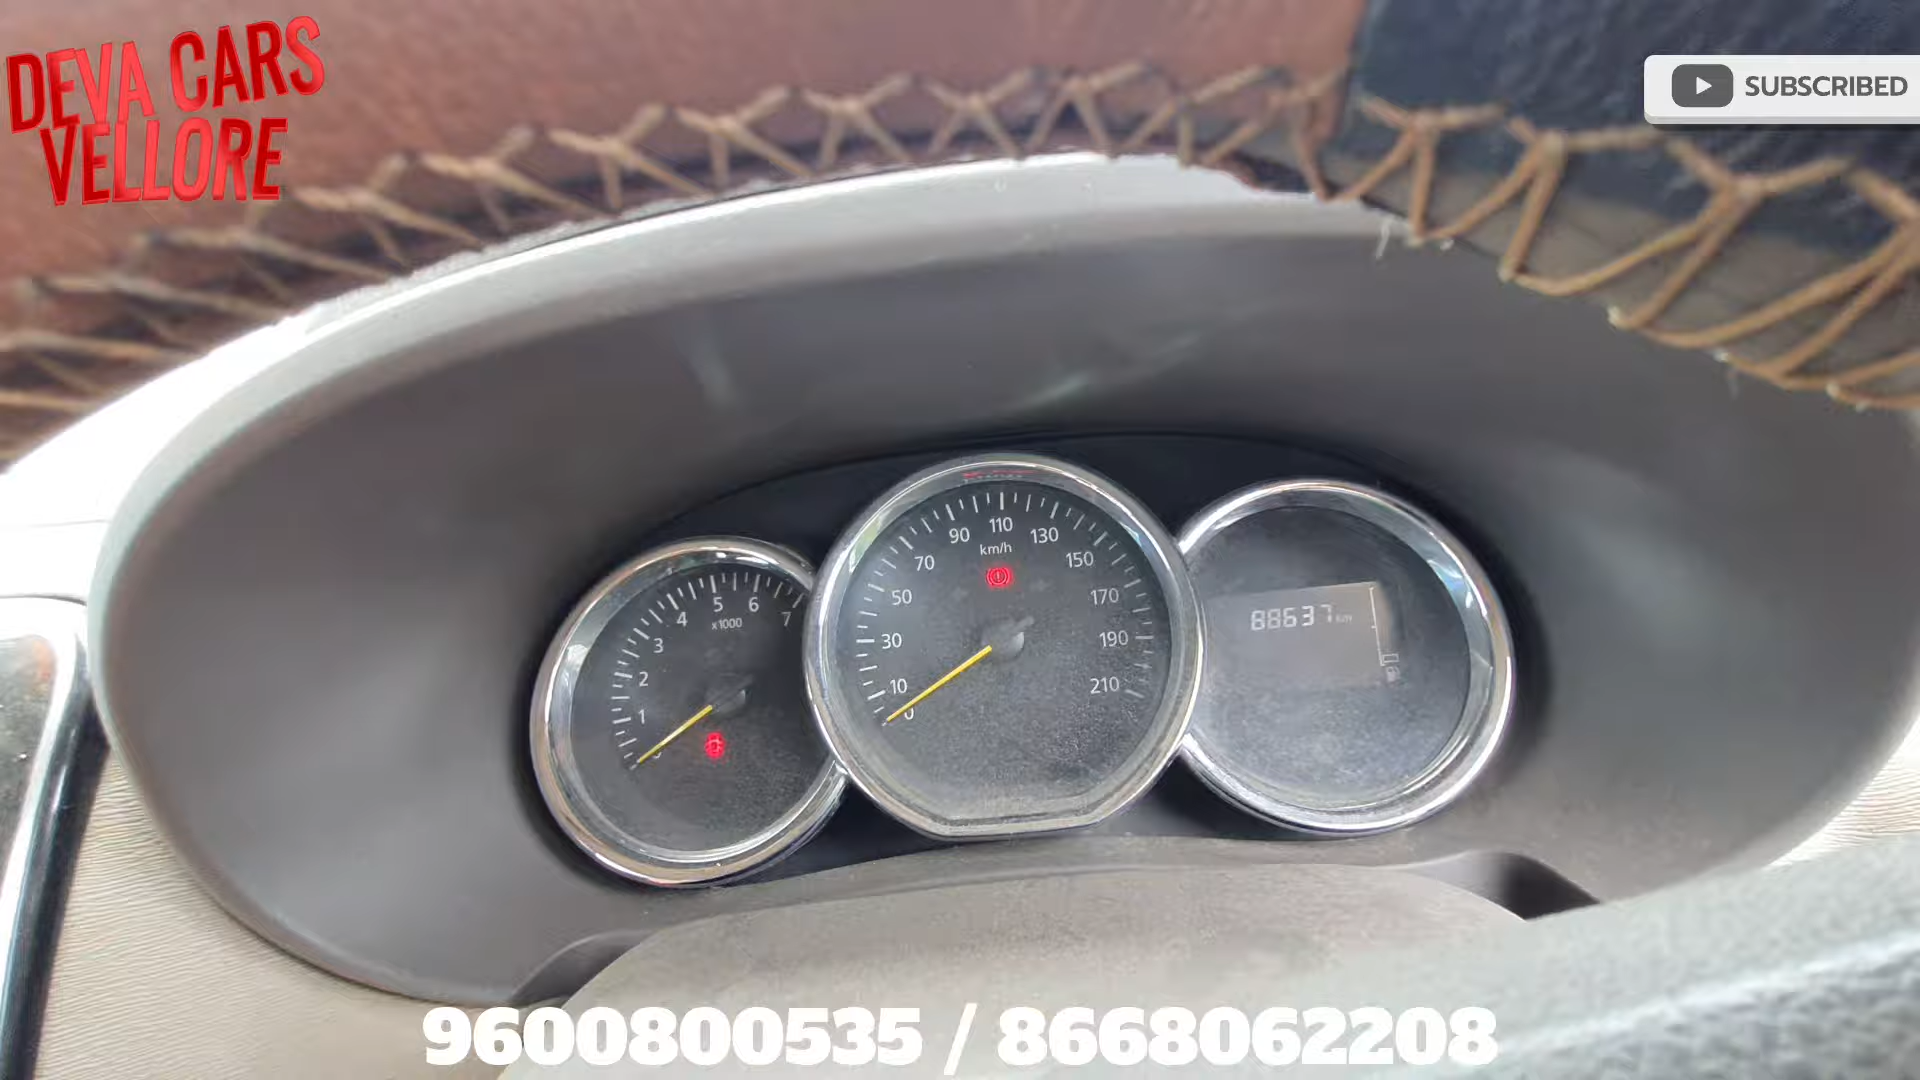 DEVA CARS
VELLORE
SUBSCRIBED
90 110 130
km/h
70 150
50 170
30 190
10 210
0
4 5 6 7
x1000
3
2
1
88637 km
9600800535 / 8668062208